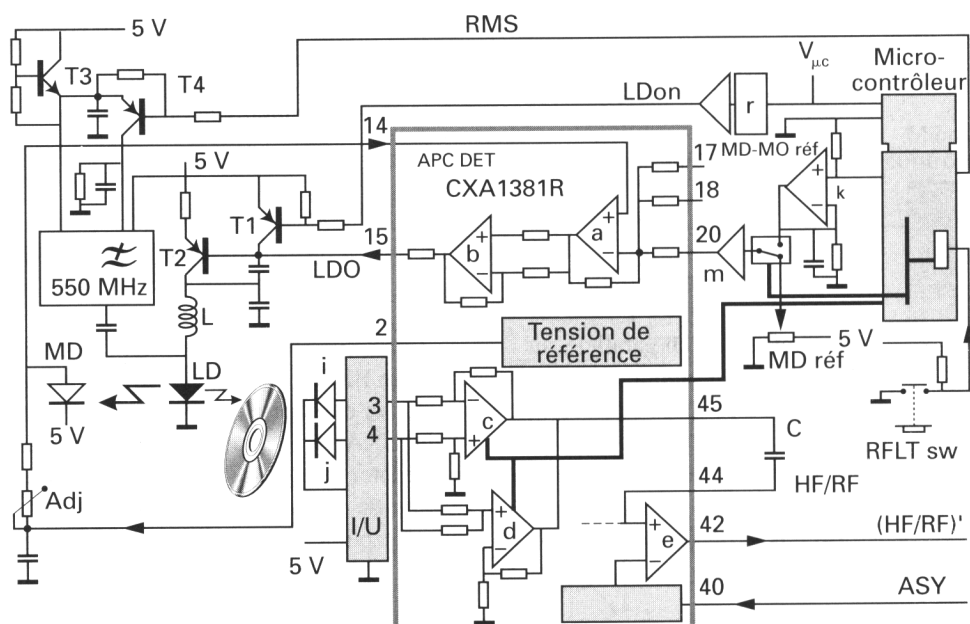 5 V
RMS
T3
T4
V μc
Micro-
contrôleur
LDon
r
14
APC DET
CXA1381R
17
MD-MO réf
18
k
5 V
T1
15
T2
LDO
b
+
−
a
+
−
20
m
+
−
550 MHz
L
2
Tension de
référence
5 V
MD réf
MD
LD
5 V
i
j
3
4
c
−
+
45
C
RFLT sw
44
HF/RF
Adj
I/U
5 V
d
+
−
+
e
−
42
(HF/RF)'
40
ASY